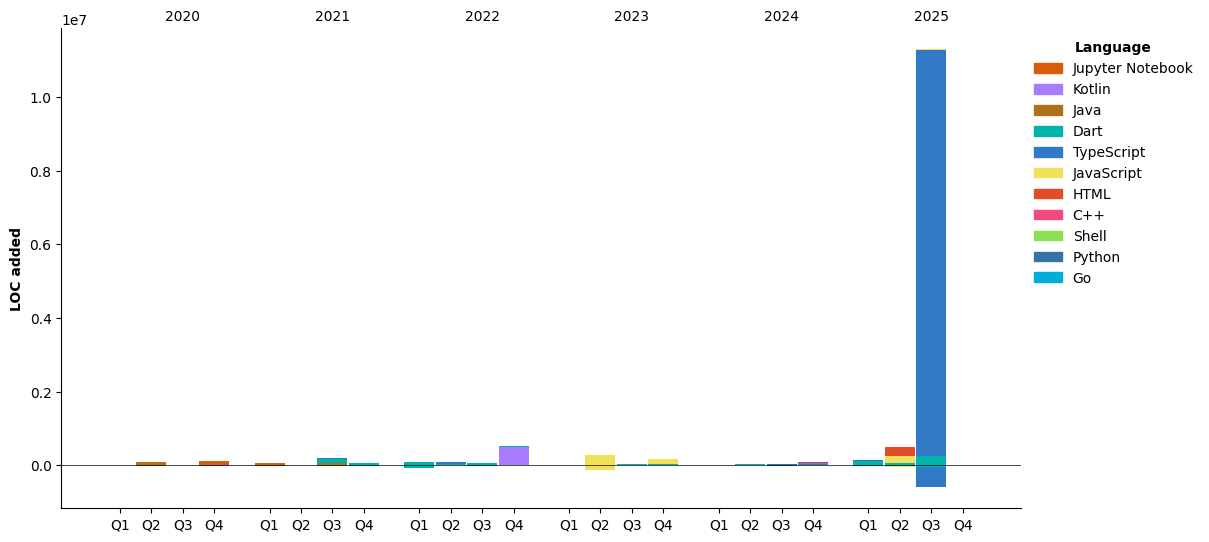 1e7
2020 2021 2022 2023 2024 2025
Language
Jupyter Notebook
Kotlin
Java
Dart
TypeScript
JavaScript
HTML
C++
Shell
Python
Go
LOC added
1.0
0.8
0.6
0.4
0.2
0.0
Q1 Q2 Q3 Q4 Q1 Q2 Q3 Q4 Q1 Q2 Q3 Q4 Q1 Q2 Q3 Q4 Q1 Q2 Q3 Q4 Q1 Q2 Q3 Q4